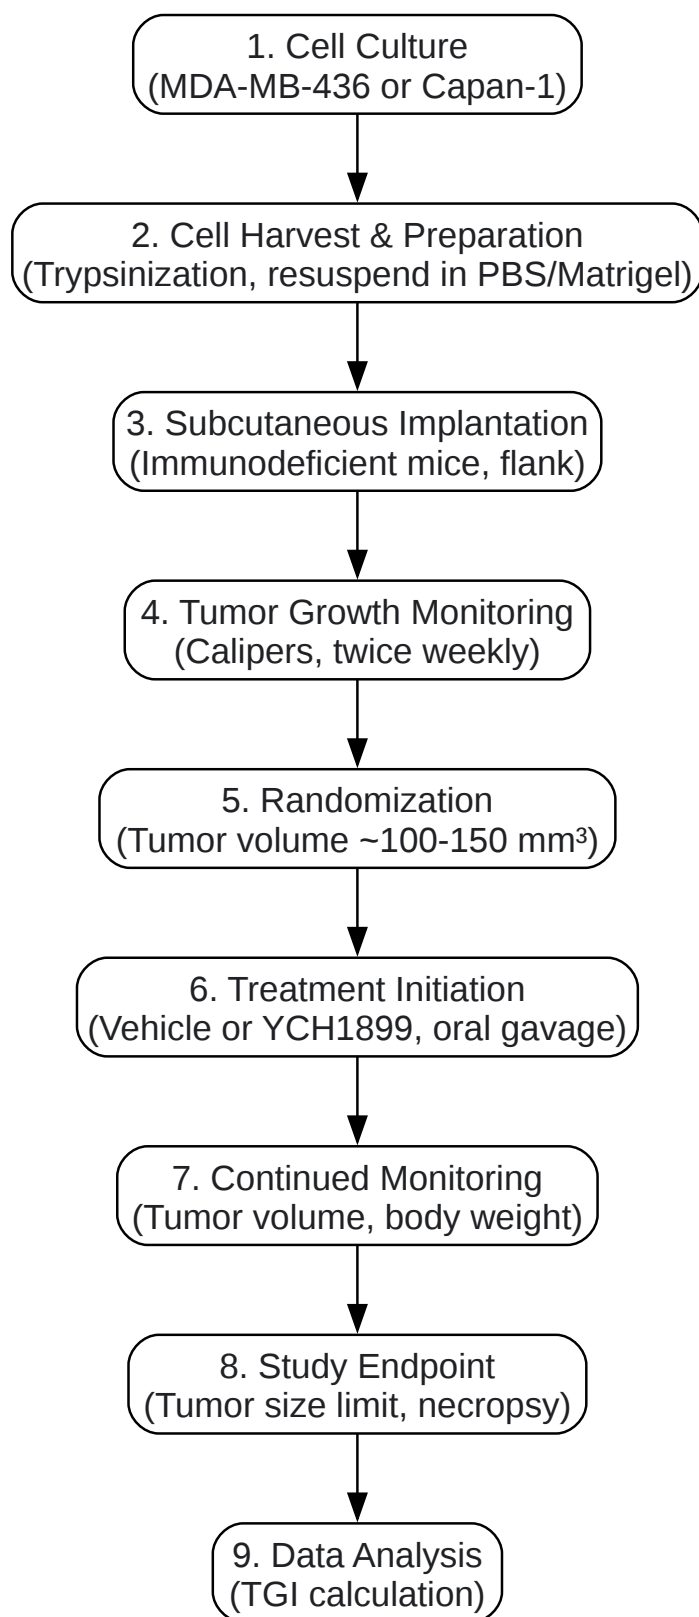 1. Cell Culture
(MDA-MB-436 or Capan-1)
2. Cell Harvest & Preparation
(Trypsinization, resuspend in PBS/Matrigel)
3. Subcutaneous Implantation
(Immunodeficient mice, flank)
4. Tumor Growth Monitoring
(Calipers, twice weekly)
5. Randomization
(Tumor volume ~100-150 mm³)
6. Treatment Initiation
(Vehicle or YCH1899, oral gavage)
7. Continued Monitoring
(Tumor volume, body weight)
8. Study Endpoint
(Tumor size limit, necropsy)
9. Data Analysis
(TGI calculation)